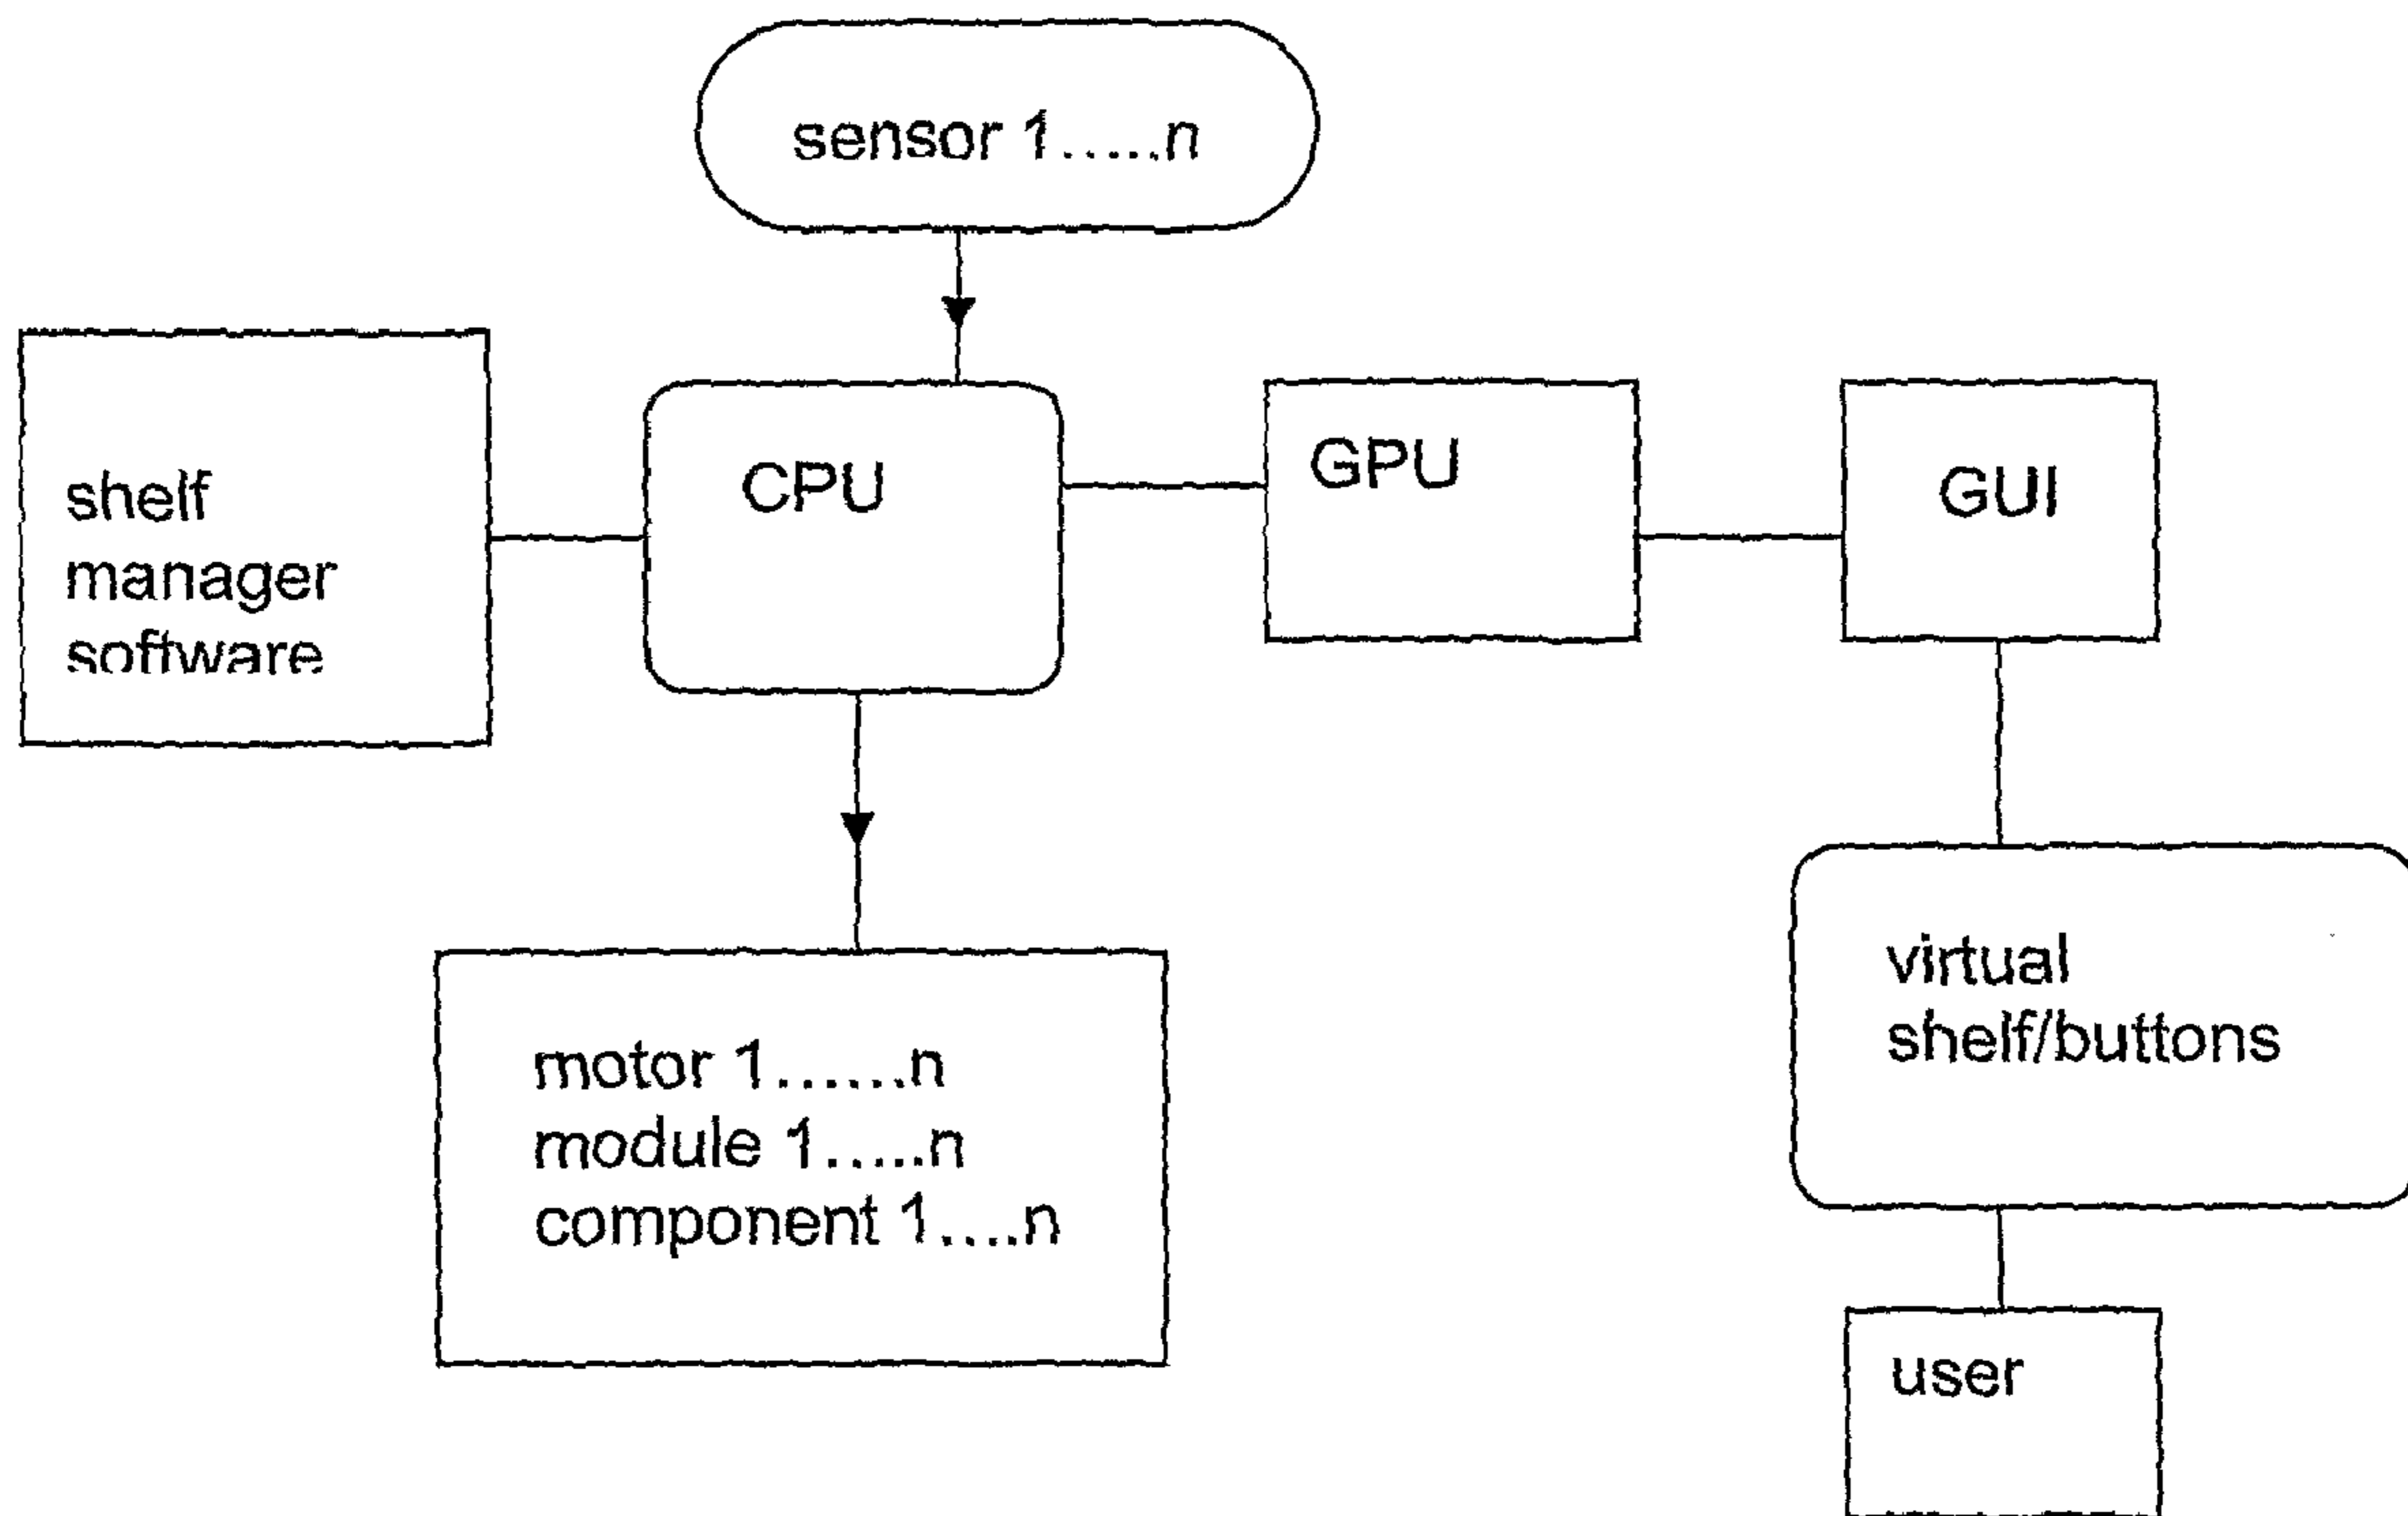 sensor 1.....n
shelf
manager
software
CPU
GPU
GUI
motor 1......n
module 1.....n
component 1....n
virtual
shelf/buttons
user